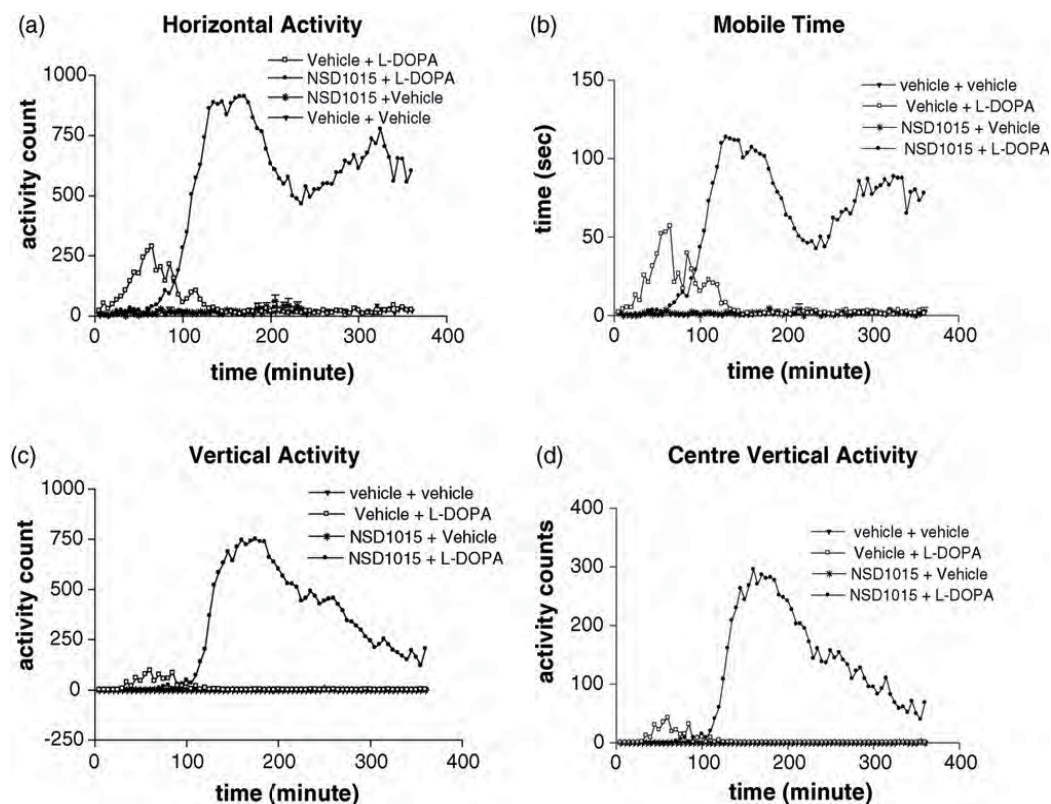 (a)
Horizontal Activity
Vehicle + L-DOPA
NSD1015 + L-DOPA
NSD1015 +Vehicle
Vehicle + Vehicle
1000
750
500
250
0
activity count
0
100
200
300
400
time (minute)
(b)
Mobile Time
vehicle + vehicle
Vehicle + L-DOPA
NSD1015 + Vehicle
NSD1015 + L-DOPA
150
100
50
0
time (sec)
0
100
200
300
400
time (minute)
(c)
Vertical Activity
vehicle + vehicle
Vehicle + L-DOPA
NSD1015 + Vehicle
NSD1015 + L-DOPA
1000
750
500
250
0
-250
activity count
100
200
300
400
time (minute)
(d)
Centre Vertical Activity
vehicle + vehicle
Vehicle + L-DOPA
NSD1015 + Vehicle
NSD1015 + L-DOPA
400
300
200
100
0
activity counts
0
100
200
300
400
time (minute)